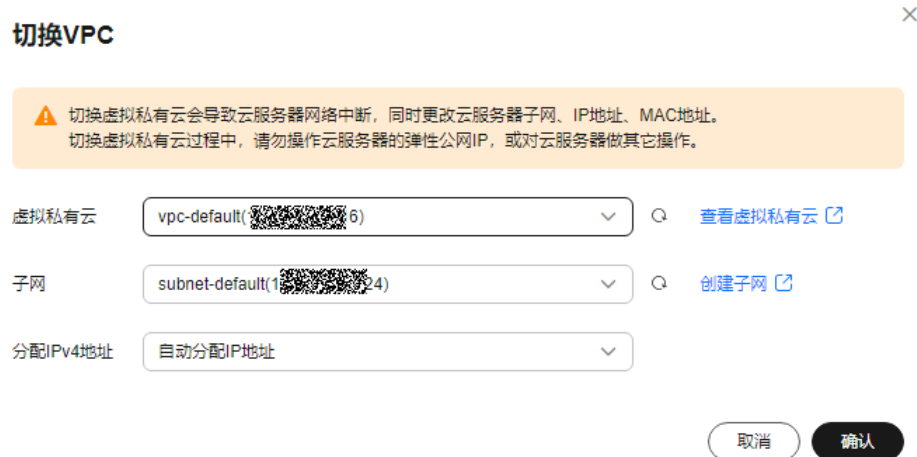 切换VPC
切换虚拟私有云会导致云服务器网络中断，同时更改云服务器子网、IP地址、MAC地址。
切换虚拟私有云过程中，请勿操作云服务器的弹性公网IP，或对云服务器做其它操作。
虚拟私有云 vpc-default( 6) 查看虚拟私有云
子网 subnet-default(1 24) 创建子网
分配IPv4地址 自动分配IP地址
取消 确认